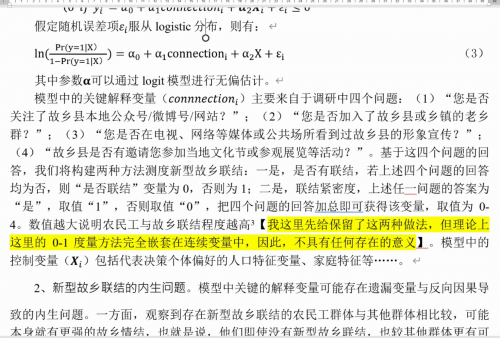 (0 if yᵢ* = α₀ + α₁connectionᵢ + α₂Xᵢ + εᵢ ≤ 0
假定随机误差项εᵢ服从 logistic 分布，则有：
ln(Pr(y=1|X)/1−Pr(y=1|X)) = α₀ + α₁connectionᵢ + α₂X + εᵢ （3）
其中参数α可以通过 logit 模型进行无偏估计。
模型中的关键解释变量（connnectionᵢ）主要来自于调研中四个问题：（1）“您是否
关注了故乡县本地公众号/微博号/网站？”；（2）“您是否加入了故乡县或乡镇的老乡
群？”；（3）“您是否在电视、网络等媒体或公共场所看到过故乡县的形象宣传？”；
（4）“故乡县是否有邀请您参加当地文化节或参观展览等活动？”。基于这四个问题的回
答，我们将构建两种方法测度新型故乡联结：一是，是否有联结，若上述四个问题的回答
均为否，则“是否联结”变量为 0，否则为 1；二是，联结紧密度，上述任一问题的答案为
“是”，取值“1”，否则取值“0”，把四个问题的回答加总即可获得该变量，取值为 0-
4。数值越大说明农民工与故乡联结程度越高³【我这里先给保留了这两种做法，但理论上
这里的 0-1 度量方法完全嵌套在连续变量中，因此，不具有任何存在的意义】。模型中的
控制变量（Xᵢ）包括代表决策个体偏好的人口特征变量、家庭特征等……。
2、新型故乡联结的内生问题。模型中关键的解释变量可能存在遗漏变量与反向因果导
致的内生问题。一方面，观察到存在新型故乡联结的农民群体与其他群体相比较，可能
本身就有更强的故乡情结，也就是说，他们即使没有新型故乡联结，也较其他群体更有可